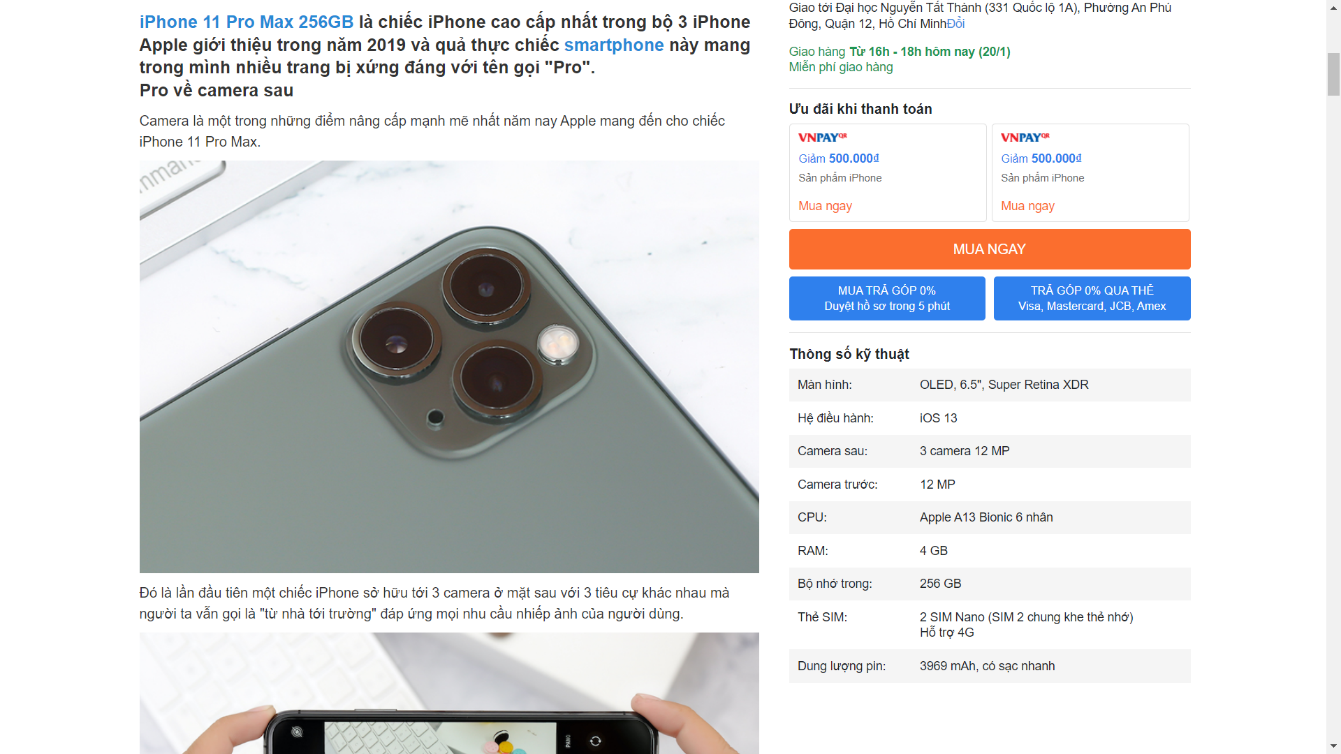 iPhone 11 Pro Max 256GB là chiếc iPhone cao cấp nhất trong bộ 3 iPhone
Apple giới thiệu trong năm 2019 và quả thực chiếc smartphone này mang
trong mình nhiều trang bị xứng đáng với tên gọi "Pro".
Pro về camera sau
Camera là một trong những điểm nâng cấp mạnh mẽ nhất năm nay Apple mang đến cho chiếc
iPhone 11 Pro Max.
Đó là lần đầu tiên một chiếc iPhone sở hữu tới 3 camera ở mặt sau với 3 tiêu cự khác nhau mà
người ta vẫn gọi là "từ nhà tới trường" đáp ứng mọi nhu cầu nhiếp ảnh của người dùng.
PANO
Giao tới Đại học Nguyễn Tất Thành (331 Quốc lộ 1A), Phường An Phú
Đông, Quận 12, Hồ Chí MinhĐổi
Giao hàng Từ 16h - 18h hôm nay (20/1)
Miễn phí giao hàng
Ưu đãi khi thanh toán
VNPAYQR
Giảm 500.000₫
Sản phẩm iPhone
Mua ngay
VNPAYQR
Giảm 500.000₫
Sản phẩm iPhone
Mua ngay
MUA NGAY
MUA TRẢ GÓP 0%
Duyệt hồ sơ trong 5 phút
TRẢ GÓP 0% QUA THẺ
Visa, Mastercard, JCB, Amex
Thông số kỹ thuật
Màn hình: OLED, 6.5", Super Retina XDR
Hệ điều hành: iOS 13
Camera sau: 3 camera 12 MP
Camera trước: 12 MP
CPU: Apple A13 Bionic 6 nhân
RAM: 4 GB
Bộ nhớ trong: 256 GB
Thẻ SIM: 2 SIM Nano (SIM 2 chung khe thẻ nhớ)
Hỗ trợ 4G
Dung lượng pin: 3969 mAh, có sạc nhanh